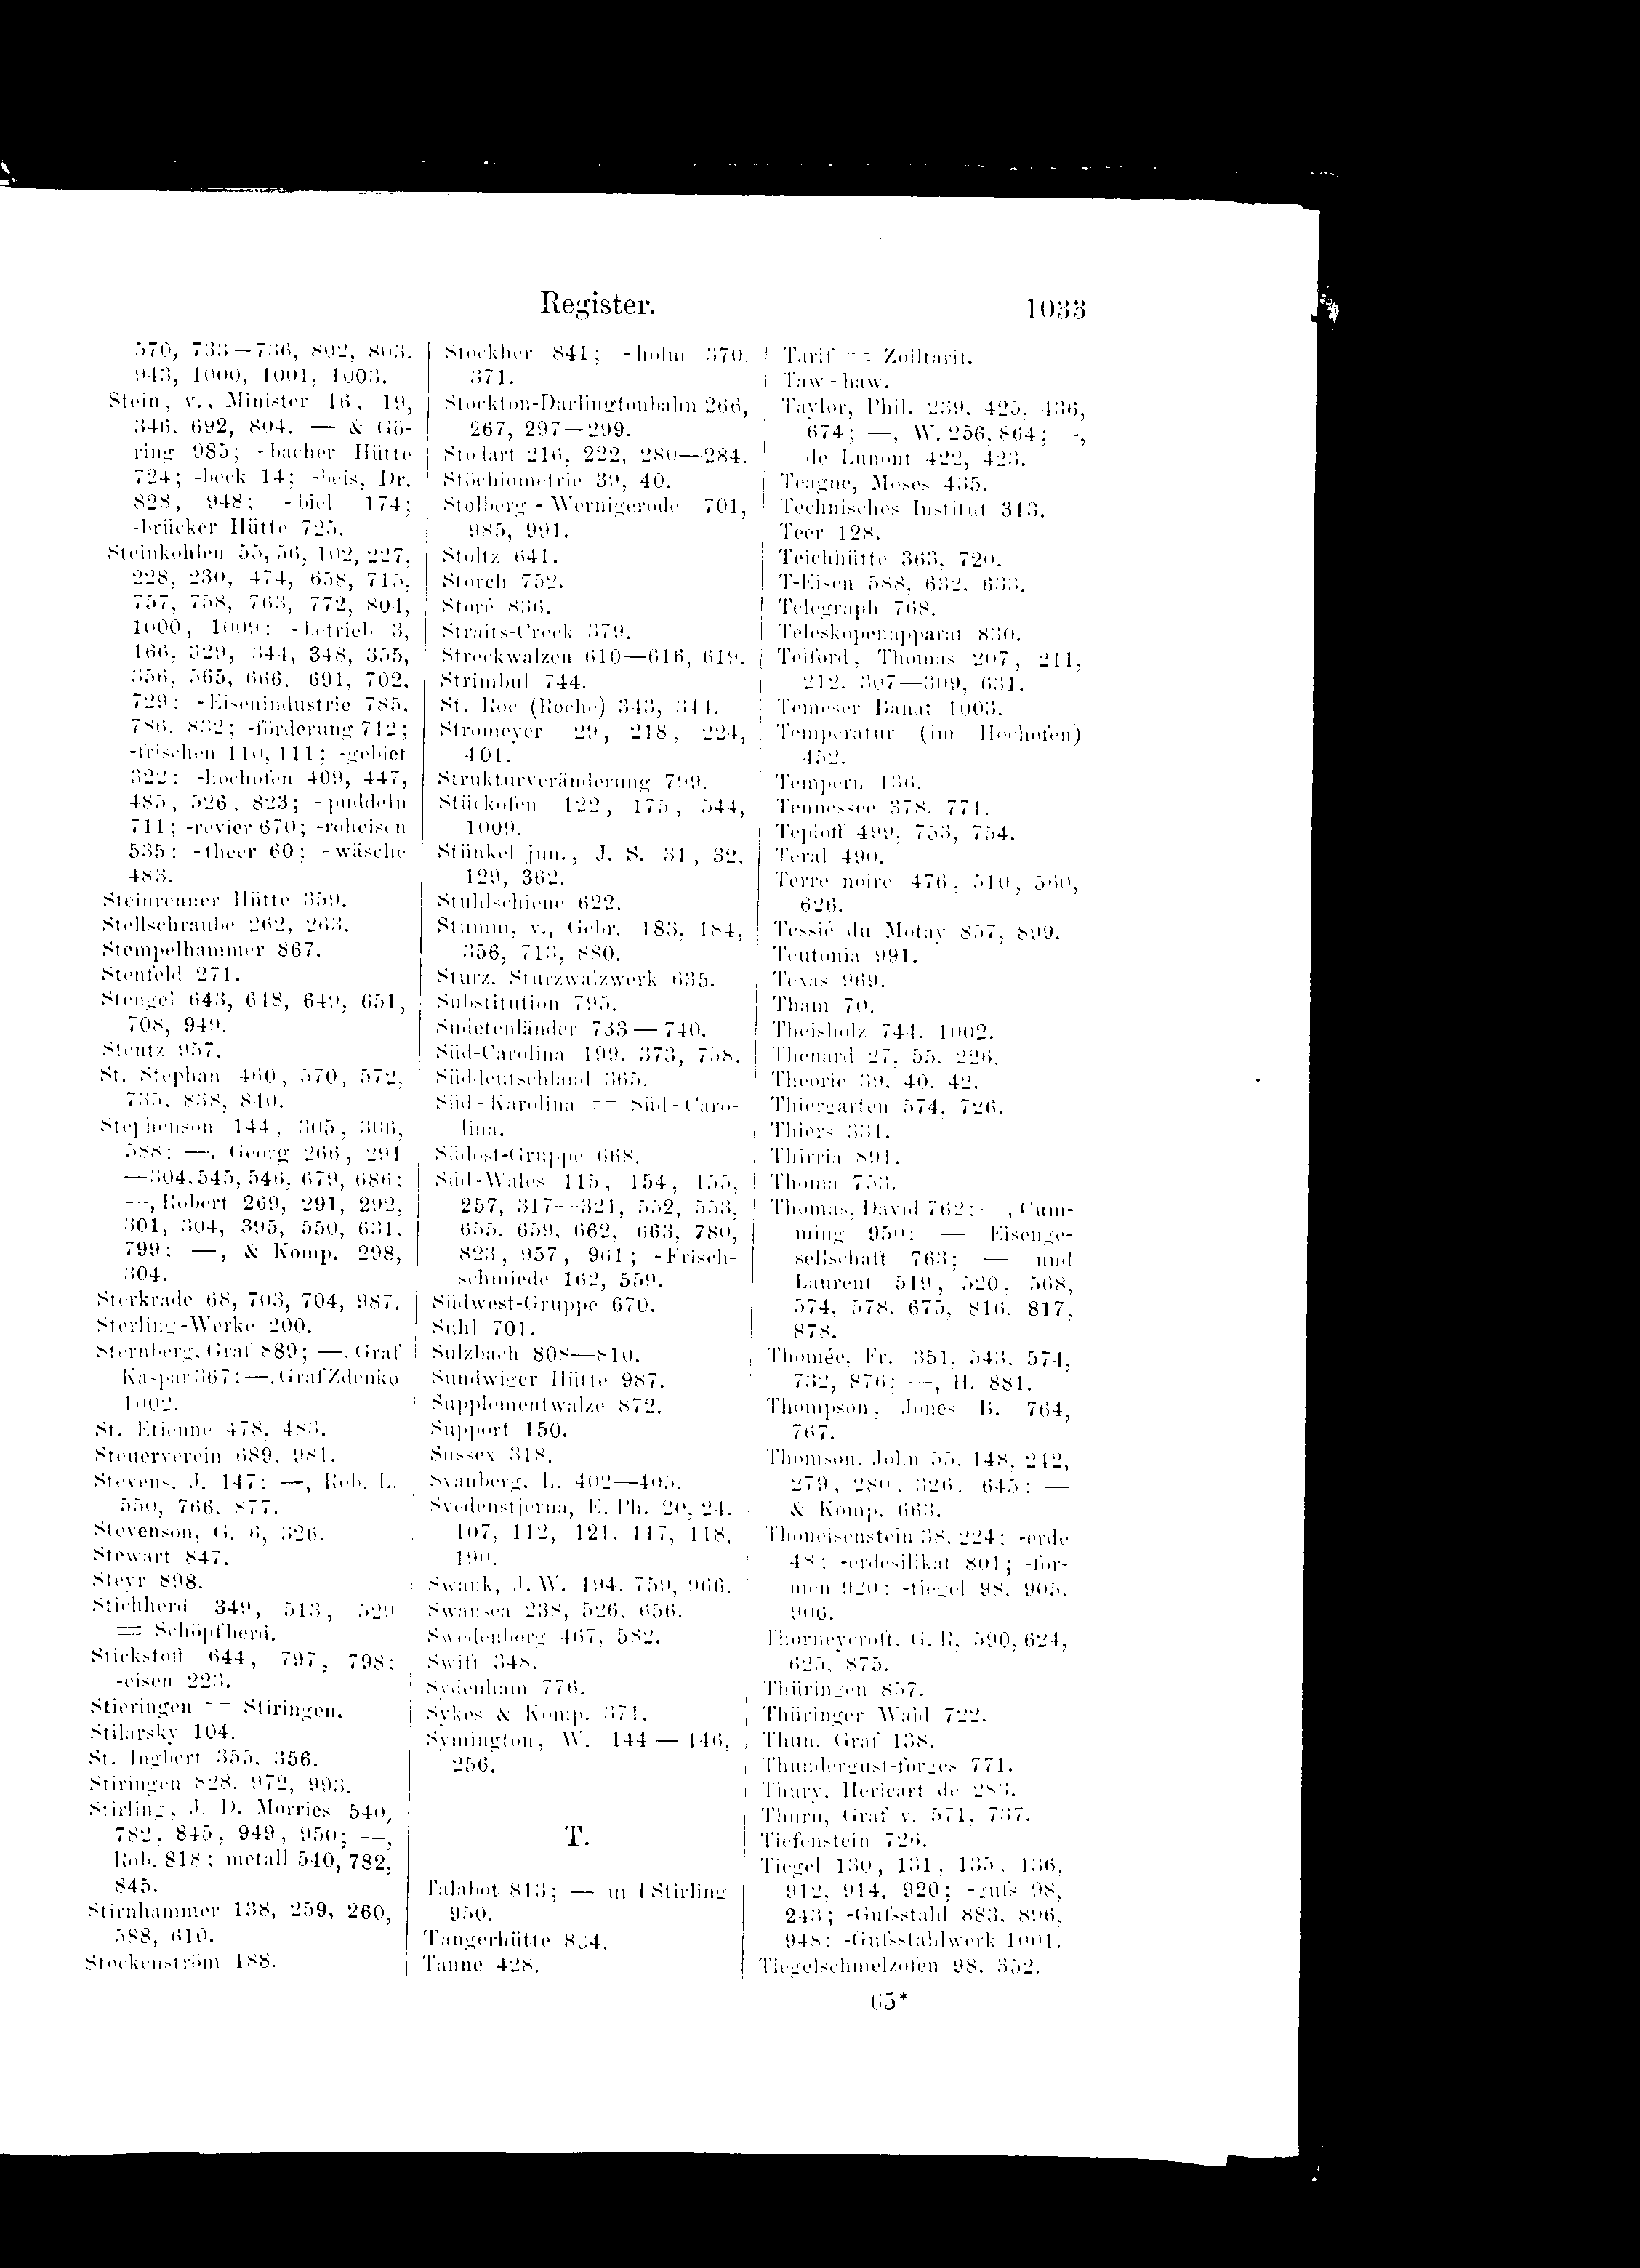 Register.
1033
570, 733—736, 802, 803,
943, 1000, 1001, 1003.
Stein, v., Minister 16, 19,
346, 692, 804. — & Gö-
ring 985; -bacher Hütte
724; -beck 14; -beis, Dr.
828, 948; -biel 174;
-brücker Hütte 725.
Steinkohlen 55, 56, 102, 227,
228, 230, 474, 658, 715,
757, 758, 763, 772, 804,
1000, 1009; -betrieb 3,
166, 329, 344, 348, 355,
356, 565, 666, 691, 702,
729; -Eisenindustrie 785,
786, 832; -förderung 712;
-frischen 110, 111; -gebiet
322; -hochofen 409, 447,
485, 526, 823; -puddeln
711; -revier 670; -roheisen
535; -theer 60; -wäsche
483.
Steinrenner Hütte 359.
Stellschraube 262, 263.
Stempelhammer 867.
Stenfeld 271.
Stengel 643, 648, 649, 651,
708, 949.
Stentz 957.
St. Stephan 460, 570, 572,
735, 838, 840.
Stephenson 144, 305, 306,
588; —, Georg 266, 291
—304, 545, 546, 679, 686;
—, Robert 269, 291, 292,
301, 304, 395, 550, 631,
799; —, & Komp. 298,
304.
Sterkrade 68, 703, 704, 987.
Sterling-Werke 200.
Sternberg, Graf 889; —, Graf
Kaspar 367; —, Graf Zdenko
1002.
St. Etienne 478, 483.
Steuerverein 689, 981.
Stevens, J. 147; —, Rob. L.
550, 766, 877.
Stevenson, G. 6, 326.
Stewart 847.
Steyr 898.
Stichherd 349, 513, 529
== Schöpfherd.
Stickstoff 644, 797, 798;
-eisen 223.
Stieringen == Stiringen.
Stilarsky 104.
St. Ingbert 355, 356.
Stiringen 828, 972, 993.
Stirling, J. D. Morries 540,
782, 845, 949, 950; —,
Rob. 818; metall 540, 782,
845.
Stirnhammer 138, 259, 260,
588, 610.
Stockenström 188.
Stockher 841; -holm 370,
371.
Stockton-Darlingtonbahn 266,
267, 297—299.
Stodart 216, 222, 280—284.
Stöchiometrie 39, 40.
Stolberg-Wernigerode 701,
985, 991.
Stoltz 641.
Storch 752.
Storé 836.
Straits-Creek 379.
Streckwalzen 610—616, 619.
Strimbul 744.
St. Roc (Roche) 343, 344.
Stromeyer 29, 218, 224,
401.
Strukturveränderung 799.
Stückofen 122, 175, 544,
1009.
Stünkel jun., J. S. 31, 32,
129, 362.
Stuhlschiene 622.
Stumm, v., Gebr. 183, 184,
356, 713, 880.
Sturz, Sturzwalzwerk 635.
Substitution 795.
Sudetenländer 733—740.
Süd-Carolina 199, 373, 758.
Süddeutschland 365.
Süd-Karolina == Süd-Caro-
lina.
Südost-Gruppe 668.
Süd-Wales 115, 154, 155,
257, 317—321, 552, 553,
655, 659, 662, 663, 780,
823, 957, 961; -Frisch-
schmiede 162, 559.
Südwest-Gruppe 670.
Suhl 701.
Sulzbach 808—810.
Sundwiger Hütte 987.
Supplementwalze 872.
Support 150.
Sussex 318.
Svanberg, L. 402—405.
Svedenstjerna, E. Ph. 20, 24,
107, 112, 121, 117, 118,
190.
Swank, J. W. 194, 759, 966.
Swansea 238, 526, 656.
Swedenborg 467, 582.
Swift 348.
Sydenham 776.
Sykes & Komp. 371.
Symington, W. 144—146,
256.
T.
Talabot 813; — und Stirling
950.
Tangerhütte 834.
Tanne 428.
Tarif == Zolltarif.
Taw-haw.
Taylor, Phil. 239, 425, 436,
674; —, W. 256, 864; —,
de Lunont 422, 423.
Teague, Moses 435.
Technisches Institut 313.
Teer 128.
Teichhütte 363, 720.
T-Eisen 588, 632, 633.
Telegraph 768.
Teleskopenapparat 830.
Telford, Thomas 207, 211,
212, 307—309, 631.
Temeser Banat 1003.
Temperatur (im Hochofen)
452.
Tempern 136.
Tennessee 378, 771.
Teploff 499, 753, 754.
Teral 490.
Terre noire 476, 510, 560,
626.
Tessié du Motay 857, 899.
Teutonia 991.
Texas 969.
Tham 70.
Theisholz 744, 1002.
Thenard 27, 55, 226.
Theorie 39, 40, 42.
Thiergarten 574, 726.
Thiers 331.
Thirria 891.
Thoma 753.
Thomas, David 762; —, Cum-
ming 950; — Eisenge-
sellschaft 763; — und
Laurent 519, 520, 568,
574, 578, 675, 816, 817,
878.
Thomée, Fr. 351, 543, 574,
732, 876; —, H. 881.
Thompson, Jones B. 764,
767.
Thomson, John 55, 148, 242,
279, 280, 326, 645; —
& Komp. 663.
Thoneisenstein 38, 224; -erde
48; -erdesilikat 801; -for-
men 920; -tiegel 98, 905,
906.
Thorneycroft, G. B. 590, 624,
625, 875.
Thüringen 857.
Thüringer Wald 722.
Thun, Graf 138.
Thundergust-forges 771.
Thury, Hericart de 283.
Thurn, Graf v. 571, 737.
Tiefenstein 726.
Tiegel 130, 131, 135, 136,
912, 914, 920; -guſs 98,
243; -Guſsstahl 883, 896,
948; -Guſsstahlwerk 1001.
Tiegelschmelzofen 98, 352.
65*